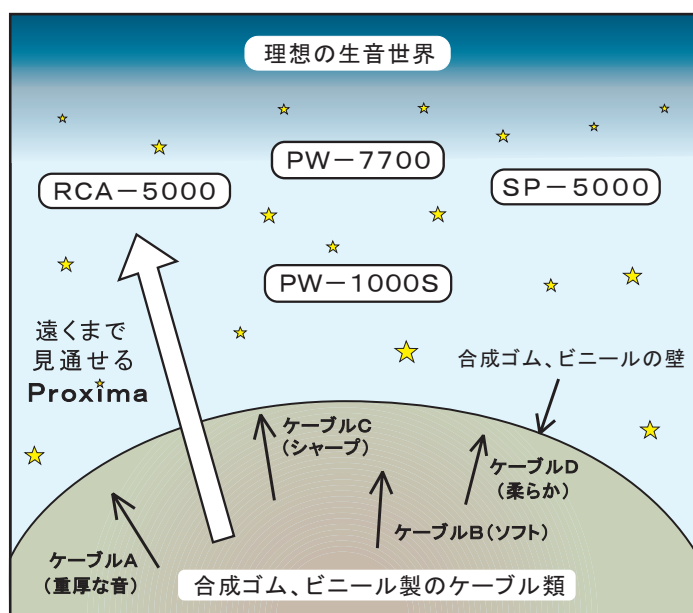 理想の生音世界
PW－7700
RCA－5000
SP－5000
PW－1000S
遠くまで
見通せる
Proxima
合成ゴム、ビニールの壁
ケーブルC
(シャープ)
ケーブルD
(柔らか)
ケーブルB(ソフト)
ケーブルA
(重厚な音)
合成ゴム、ビニール製のケーブル類